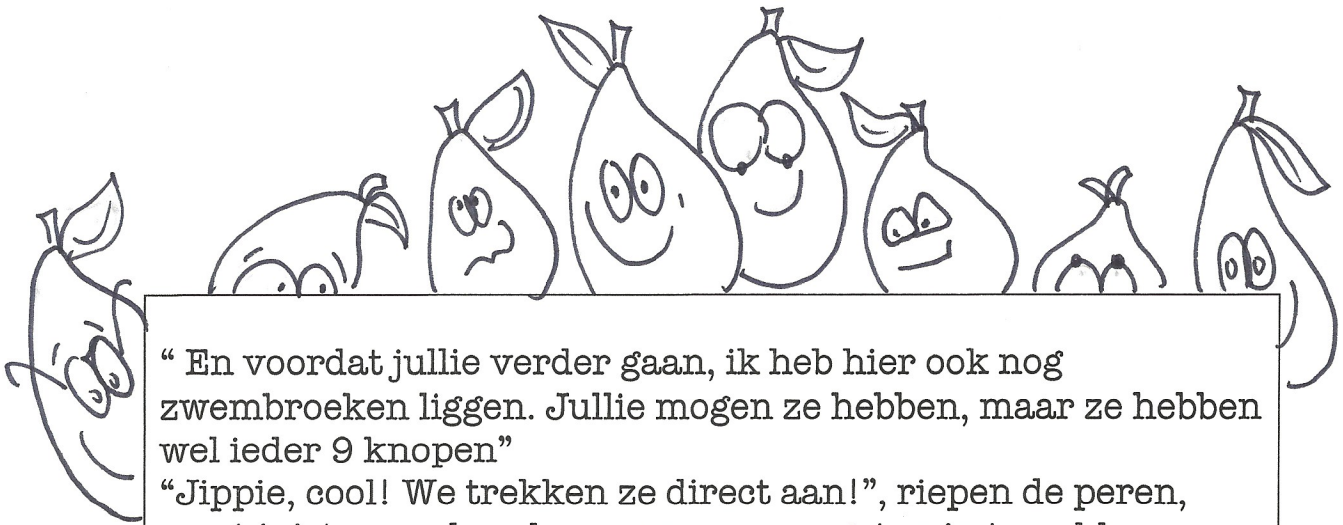 “ En voordat jullie verder gaan, ik heb hier ook nog
zwembroeken liggen. Jullie mogen ze hebben, maar ze hebben
wel ieder 9 knopen”
“Jippie, cool! We trekken ze direct aan!”, riepen de peren,